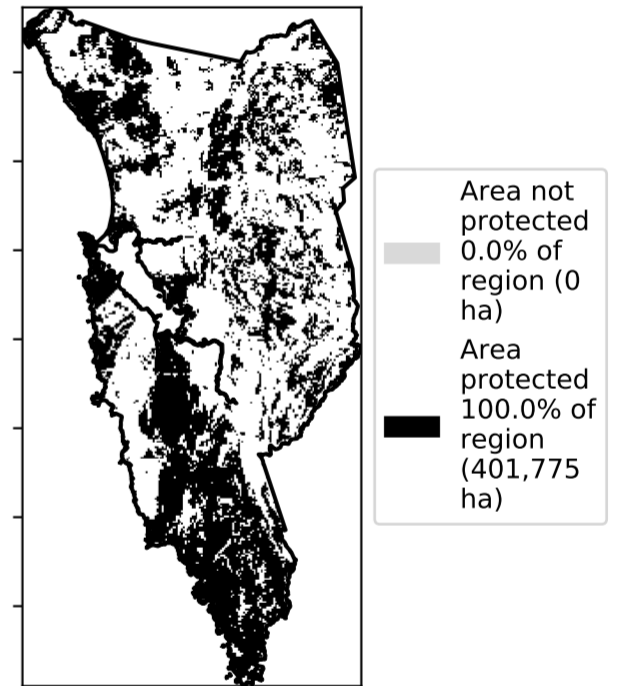 Area not
protected
0.0% of
region (0
ha)
Area
protected
100.0% of
region
(401,775
ha)